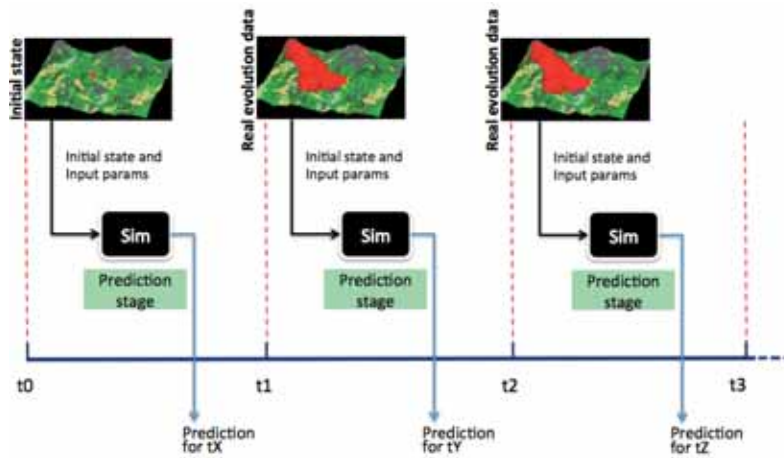 Initial state
Real evolution data
Real evolution data
Initial state and
Input params
Initial state and
Input params
Initial state and
Input params
Sim
Sim
Sim
Prediction
stage
Prediction
stage
Prediction
stage
t0
t1
t2
t3
Prediction
for tX
Prediction
for tY
Prediction
for tZ